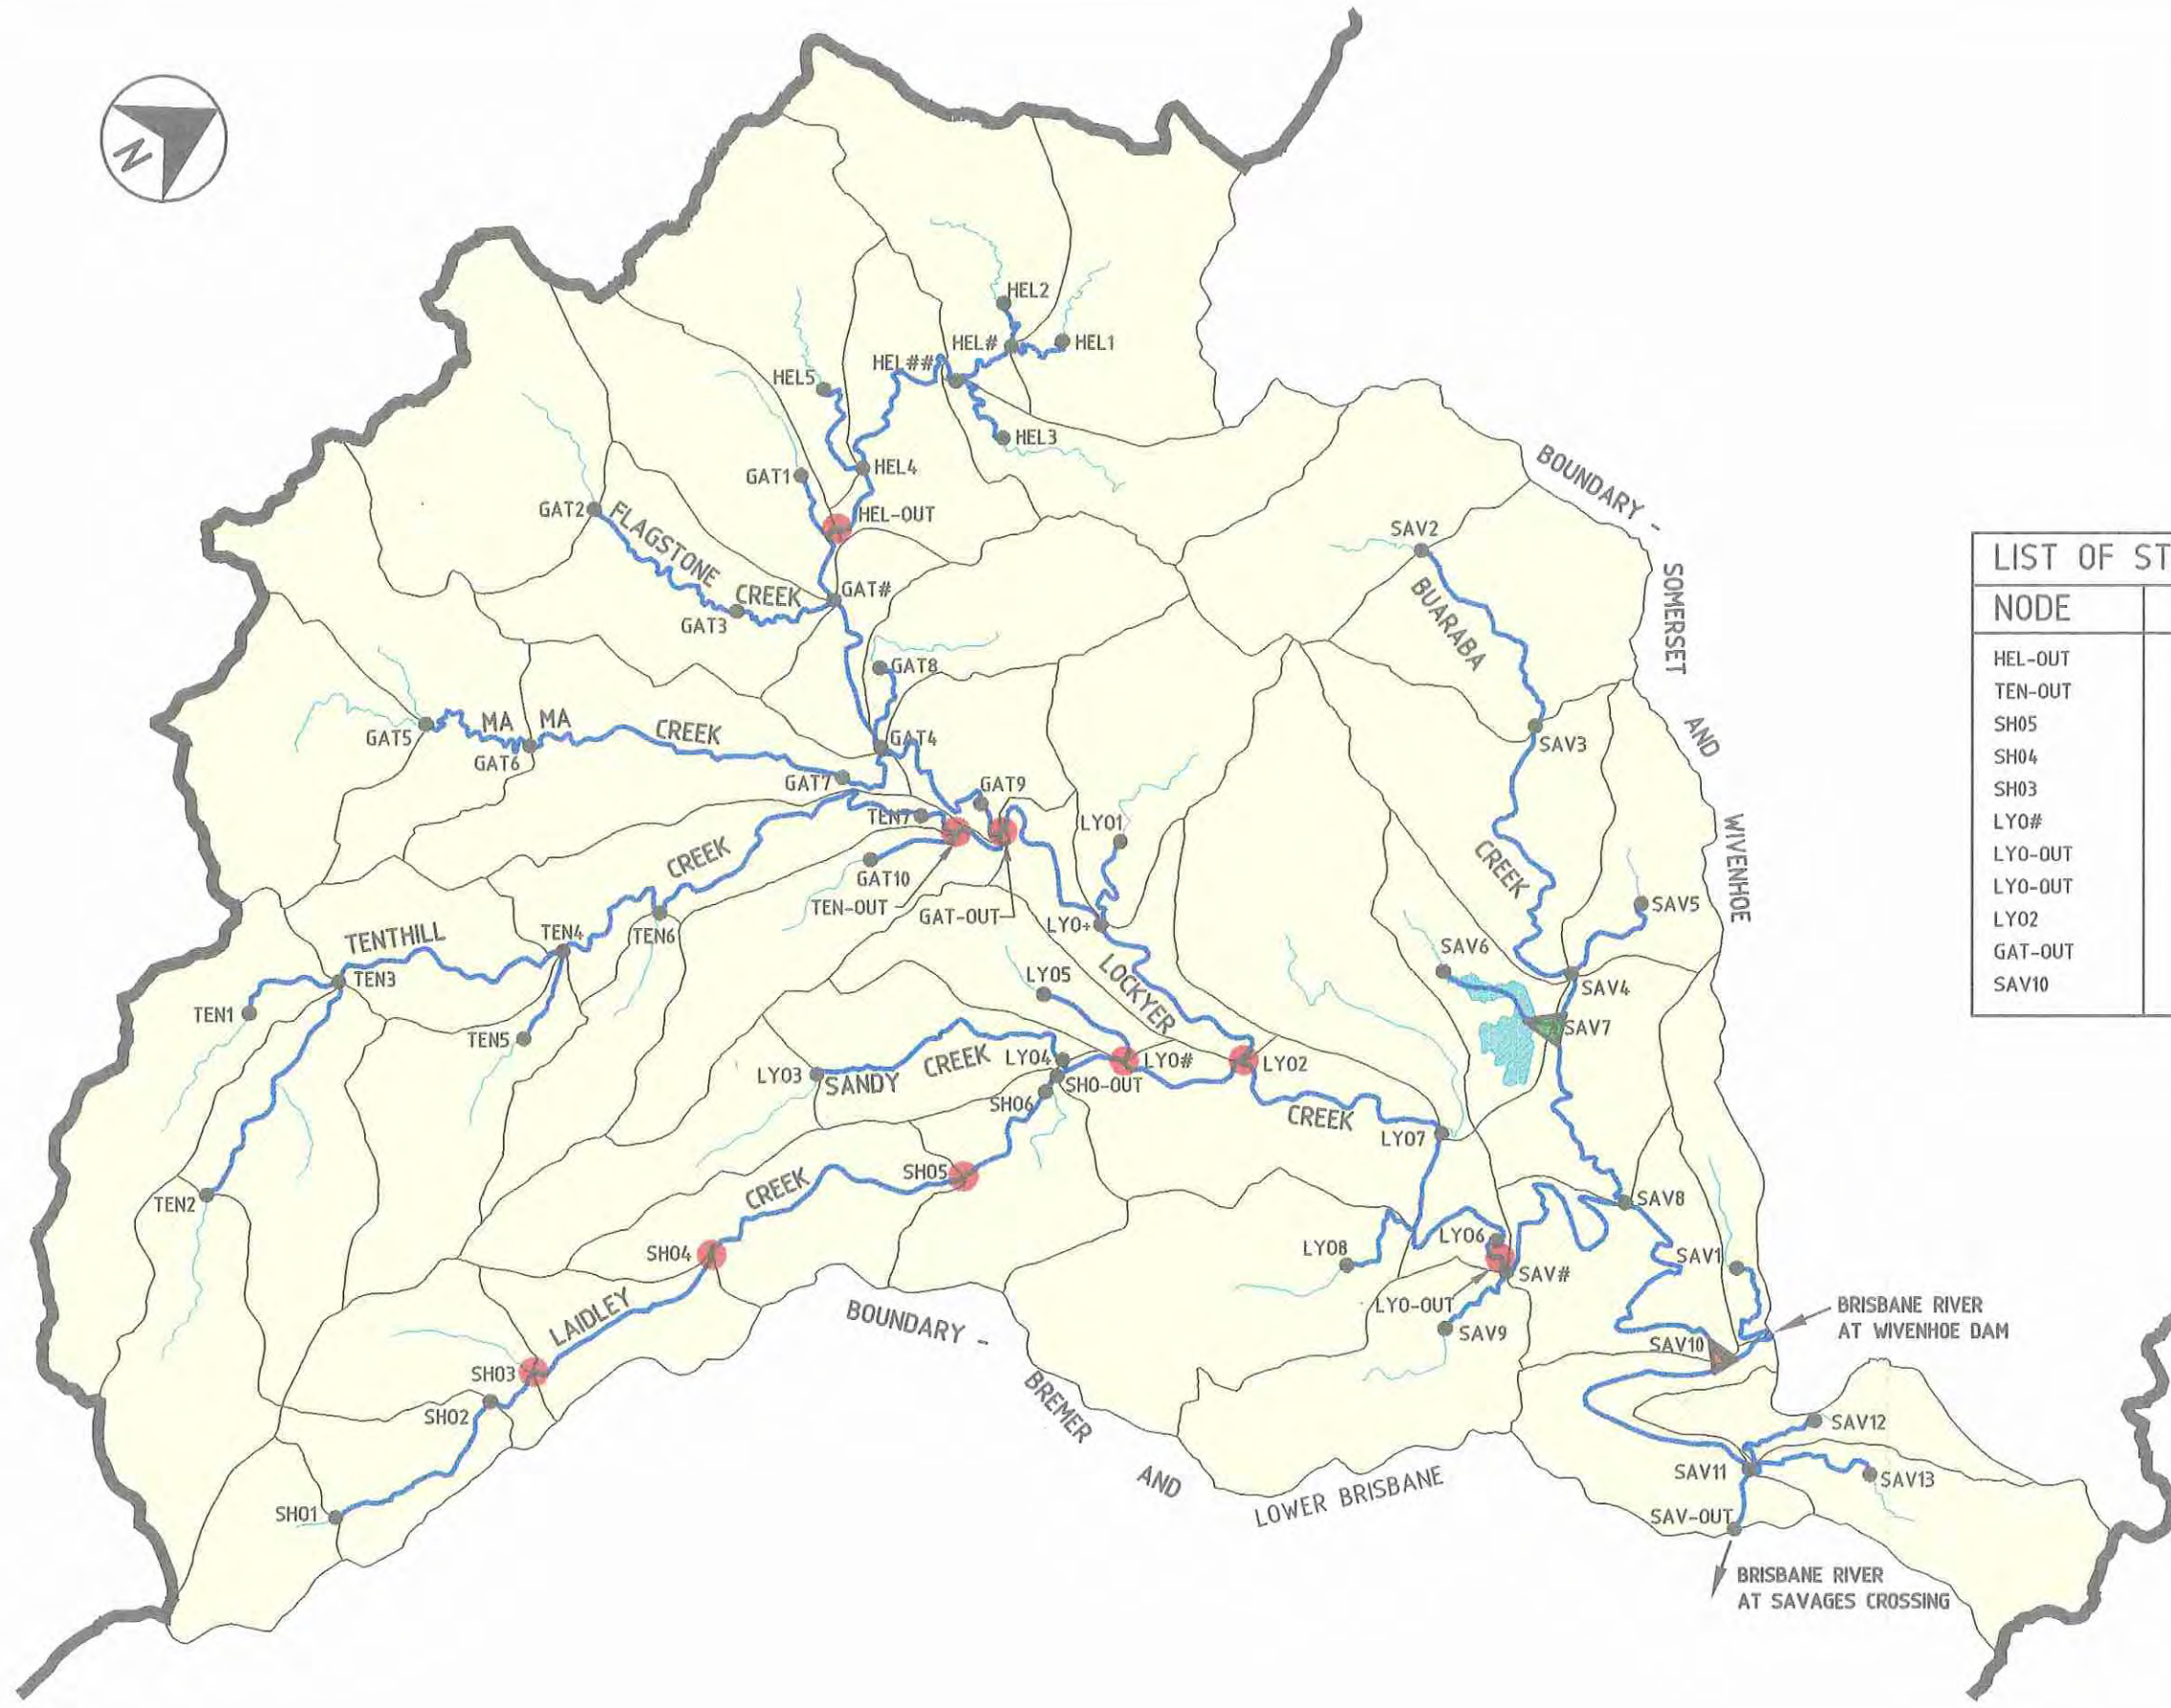 N
HEL2
HEL#
HEL1
HEL##
HEL5
HEL3
HEL4
GAT1
HEL-OUT
GAT2
FLAGSTONE
CREEK
GAT#
GAT3
GAT8
GAT5
MA MA
CREEK
GAT6
GAT4
GAT7
GAT9
TEN7
LYO1
CREEK
GAT10
TEN-OUT
GAT-OUT
LYO+
TENTHILL
TEN4
TEN6
TEN3
TEN1
TEN5
TEN2
LYO5
LOCKYER
LYO3
SANDY
CREEK
LYO4
LYO#
LYO2
SHO-OUT
SHO6
CREEK
LYO7
SHO5
CREEK
SHO4
LAIDLEY
SHO3
SHO2
SHO1
LYO8
LYO6
SAV#
LYO-OUT
SAV9
SAV2
BUARABA
SAV3
CREEK
SAV5
SAV6
SAV4
SAV7
SAV8
SAV1
SAV10
SAV12
SAV11
SAV13
SAV-OUT
BOUNDARY -
SOMERSET
AND
WIVENHOE
BRISBANE RIVER
AT WIVENHOE DAM
BOUNDARY -
BREMER
AND
LOWER BRISBANE
BRISBANE RIVER
AT SAVAGES CROSSING
LIST OF ST
NODE
HEL-OUT
TEN-OUT
SHO5
SHO4
SHO3
LYO#
LYO-OUT
LYO-OUT
LYO2
GAT-OUT
SAV10